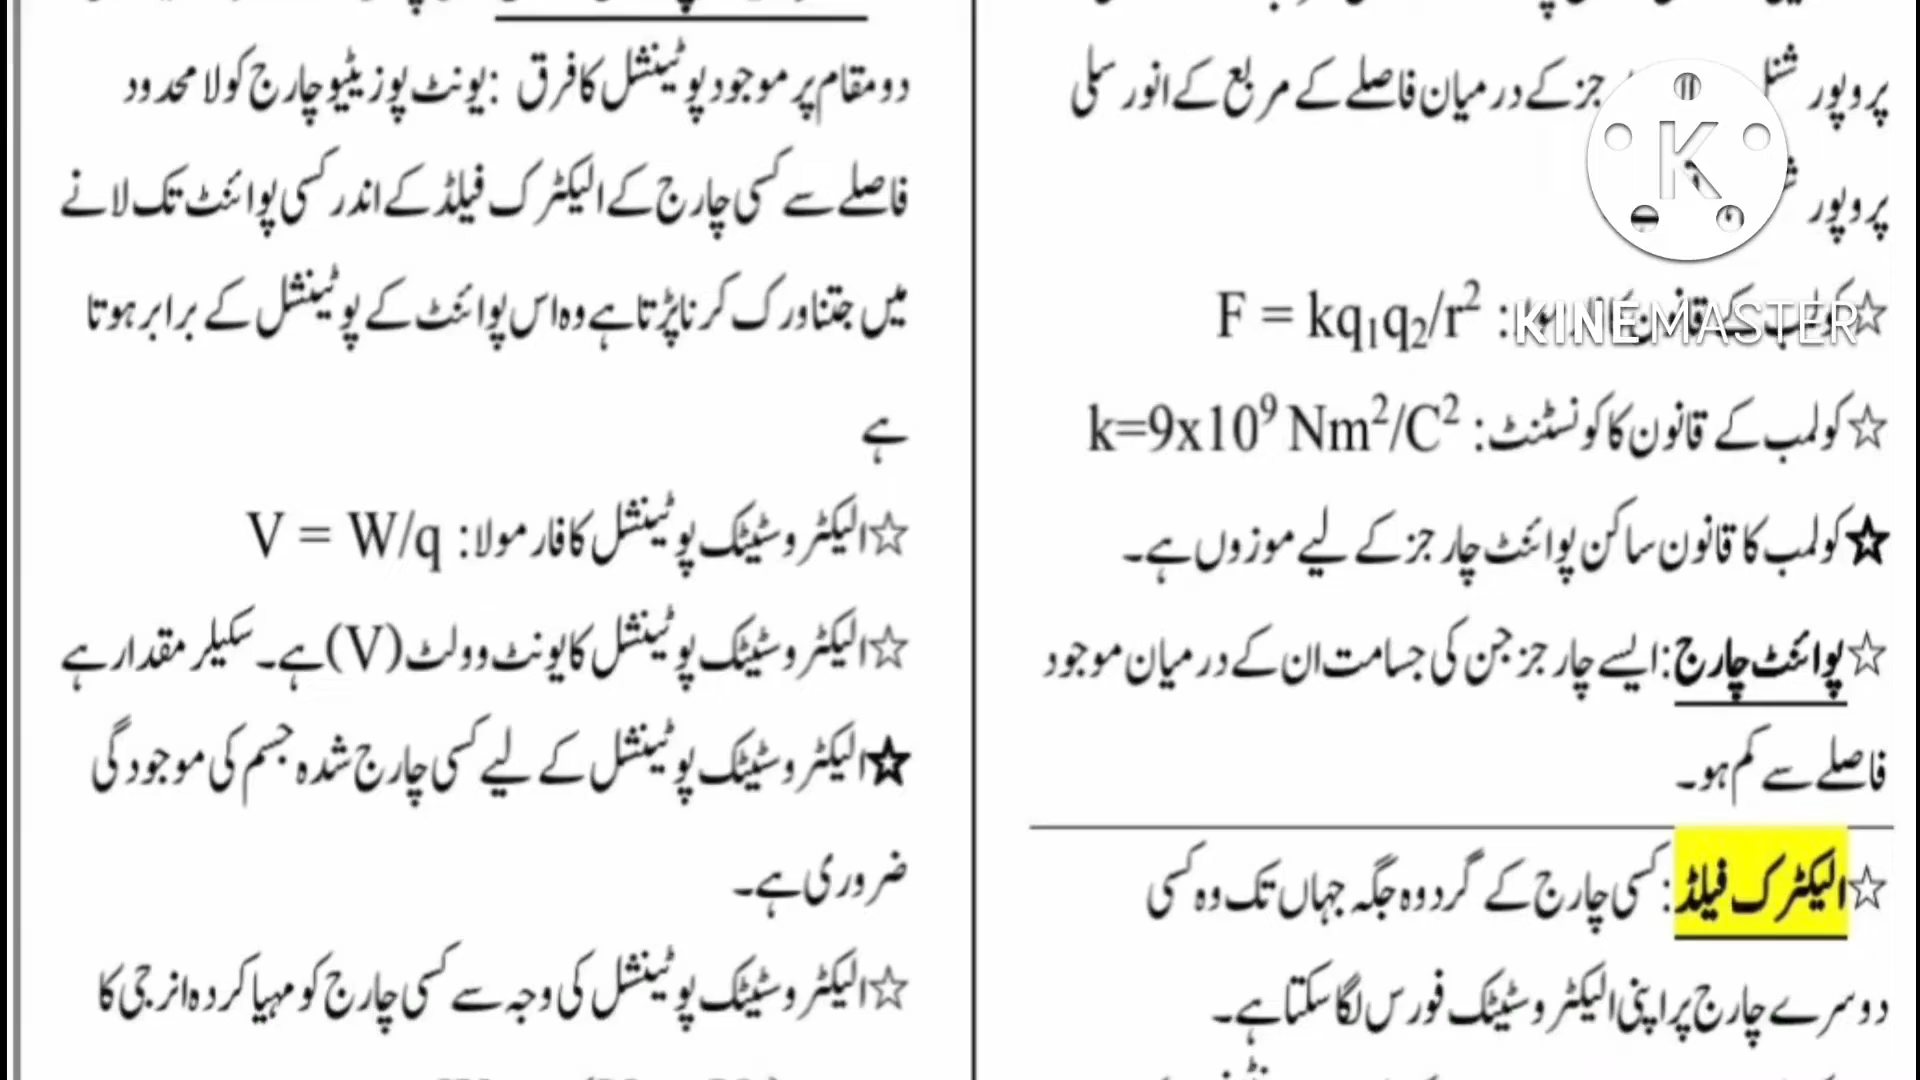 پروپور شنل جز کے درمیان فاصلے کے مربع کے انورسلی
پروپور
☆کولمب کے قانون کا : F = kq₁q₂/r²
☆کولمب کے قانون کا کونسٹنٹ: k=9x10⁹ Nm²/C²
★کولمب کا قانون ساکن پوائنٹ چارجز کے لیے موزوں ہے۔
☆پوائنٹ چارج: ایسے چارجز جن کی جسامت ان کے درمیان موجود
فاصلے سے کم ہو۔
☆الیکٹرک فیلڈ: کسی چارج کے گرد وہ جگہ جہاں تک وہ کسی
دوسرے چارج پر اپنی الیکٹروسٹیٹک فورس لگا سکتا ہے۔
دو مقام پر موجود پوٹینشل کا فرق :یونٹ پوزیٹیو چارج کو لا محدود
فاصلے سے کسی چارج کے الیکٹرک فیلڈ کے اندر کسی پوائنٹ تک لانے
میں جتنا ورک کرنا پڑتا ہے وہ اس پوائنٹ کے پوٹینشل کے برابر ہوتا
ہے
☆الیکٹروسٹیٹک پوٹینشل کا فارمولا: V = W/q
☆الیکٹروسٹیٹک پوٹینشل کا یونٹ وولٹ (V) ہے۔ سکیلر مقدار ہے
★الیکٹروسٹیٹک پوٹینشل کے لیے کسی چارج شدہ جسم کی موجودگی
ضروری ہے۔
☆الیکٹروسٹیٹک پوٹینشل کی وجہ سے کسی چارج کو مہیا کردہ انرجی کا
K
KINEMASTER